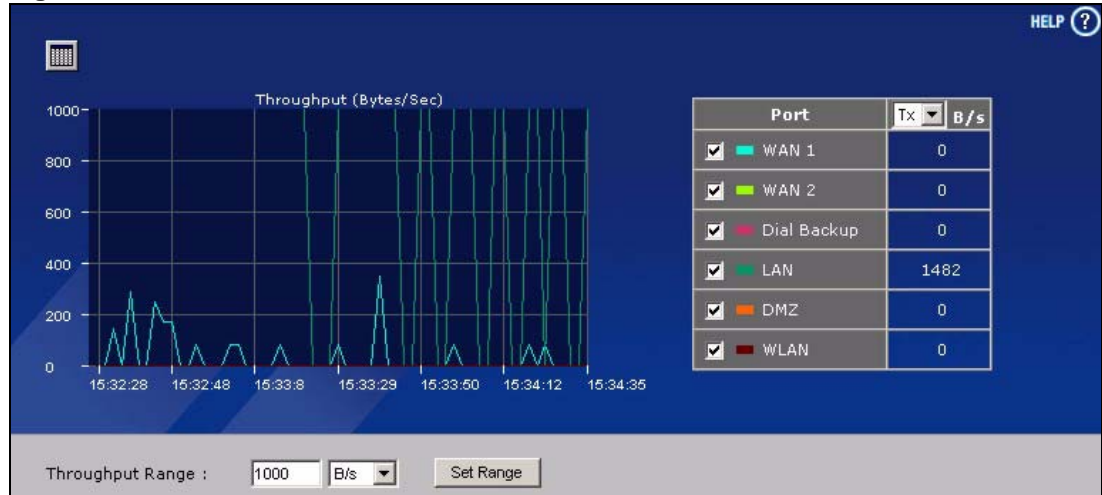 HELP ?
Throughput (Bytes/Sec)
1000
800
600
400
200
0
15:32:28 15:32:48 15:33:8 15:33:29 15:33:50 15:34:12 15:34:35
Port Tx B/s
WAN 1 0
WAN 2 0
Dial Backup 0
LAN 1482
DMZ 0
WLAN 0
Throughput Range : 1000 B/s Set Range